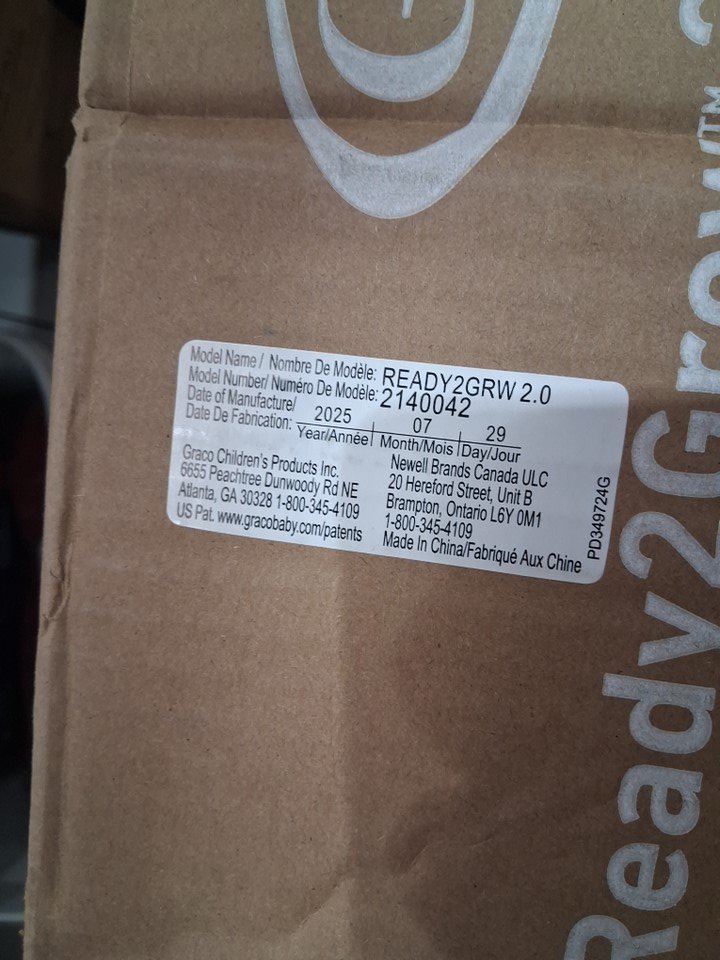 Model Name / Nombre De Modèle: READY2GRW 2.0
Model Number/ Numéro De Modèle: 2140042
Date of Manufacture/
Date De Fabrication: 2025 07 29
Year/Année Month/Mois Day/Jour
Graco Children's Products Inc.
6655 Peachtree Dunwoody Rd NE
Atlanta, GA 30328 1-800-345-4109
US Pat. www.gracobaby.com/patents
Newell Brands Canada ULC
20 Hereford Street, Unit B
Brampton, Ontario L6Y 0M1
1-800-345-4109
Made In China/Fabriqué Aux Chine
PD349724G
Ready2Grow™